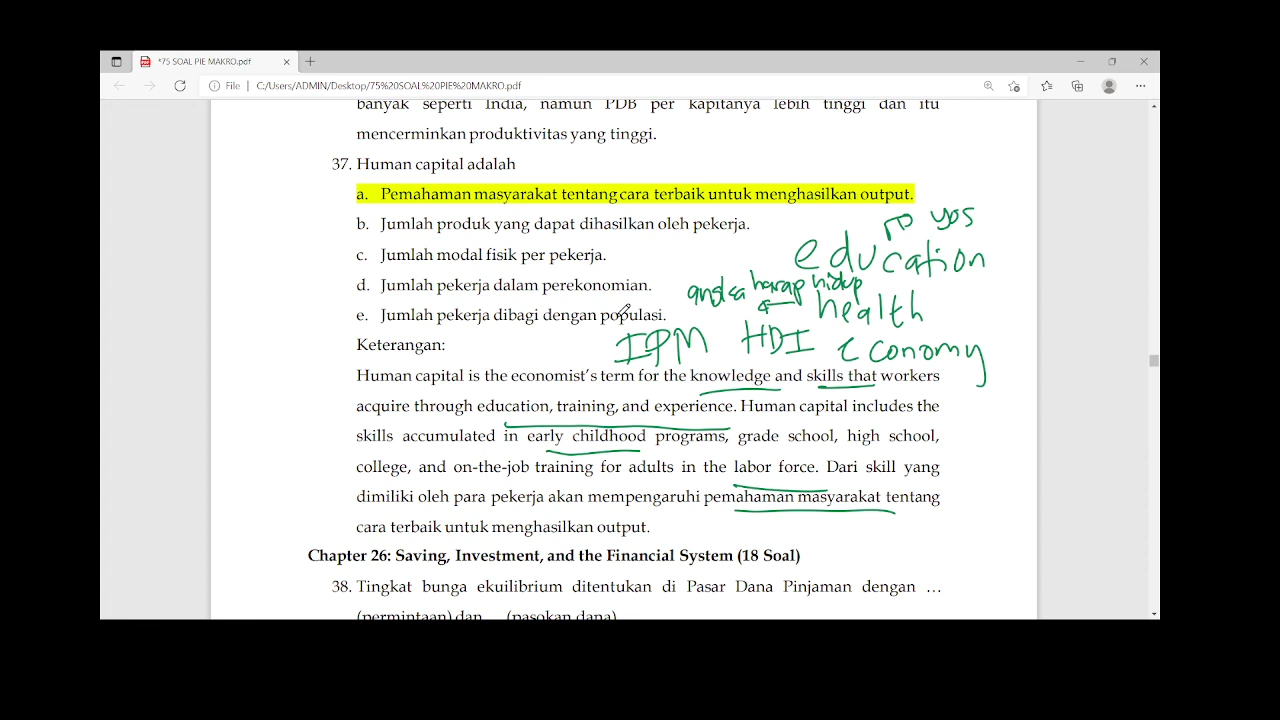 *75 SOAL PIE MAKRO.pdf
File | C:/Users/ADMIN/Desktop/75%20SOAL%20PIE%20MAKRO.pdf
banyak seperti India, namun PDB per kapitanya lebih tinggi dan itu
mencerminkan produktivitas yang tinggi.
37. Human capital adalah
a. Pemahaman masyarakat tentang cara terbaik untuk menghasilkan output.
b. Jumlah produk yang dapat dihasilkan oleh pekerja.
yos
c. Jumlah modal fisik per pekerja.
education
d. Jumlah pekerja dalam perekonomian.
angka harap hidup
e. Jumlah pekerja dibagi dengan populasi.
health
Keterangan:
IPM HDI economy
Human capital is the economist's term for the knowledge and skills that workers
acquire through education, training, and experience. Human capital includes the
skills accumulated in early childhood programs, grade school, high school,
college, and on-the-job training for adults in the labor force. Dari skill yang
dimiliki oleh para pekerja akan mempengaruhi pemahaman masyarakat tentang
cara terbaik untuk menghasilkan output.
Chapter 26: Saving, Investment, and the Financial System (18 Soal)
38. Tingkat bunga ekuilibrium ditentukan di Pasar Dana Pinjaman dengan …
(permintaan) dan … (pasokan dana)